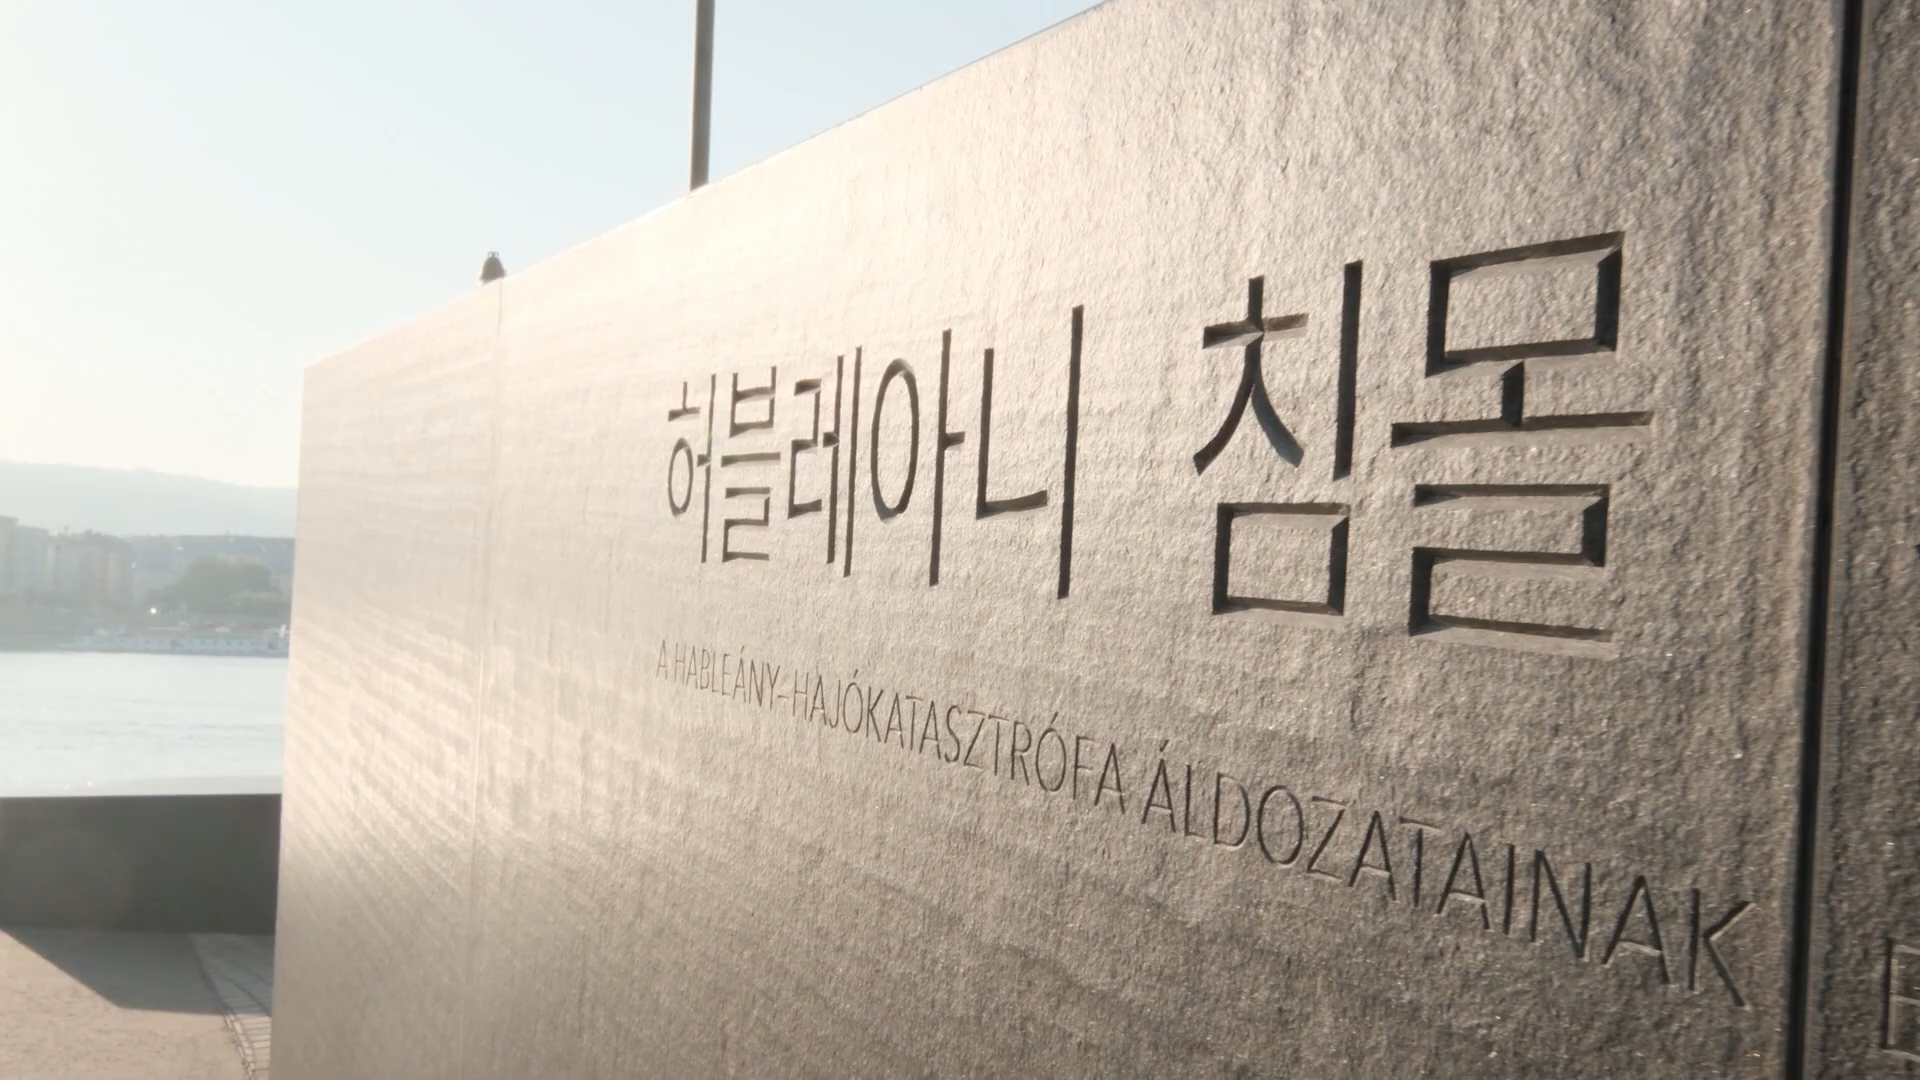 허블레아니 침몰
A HABLEÁNY-HAJÓKATASZTRÓFA ÁLDOZATAINAK